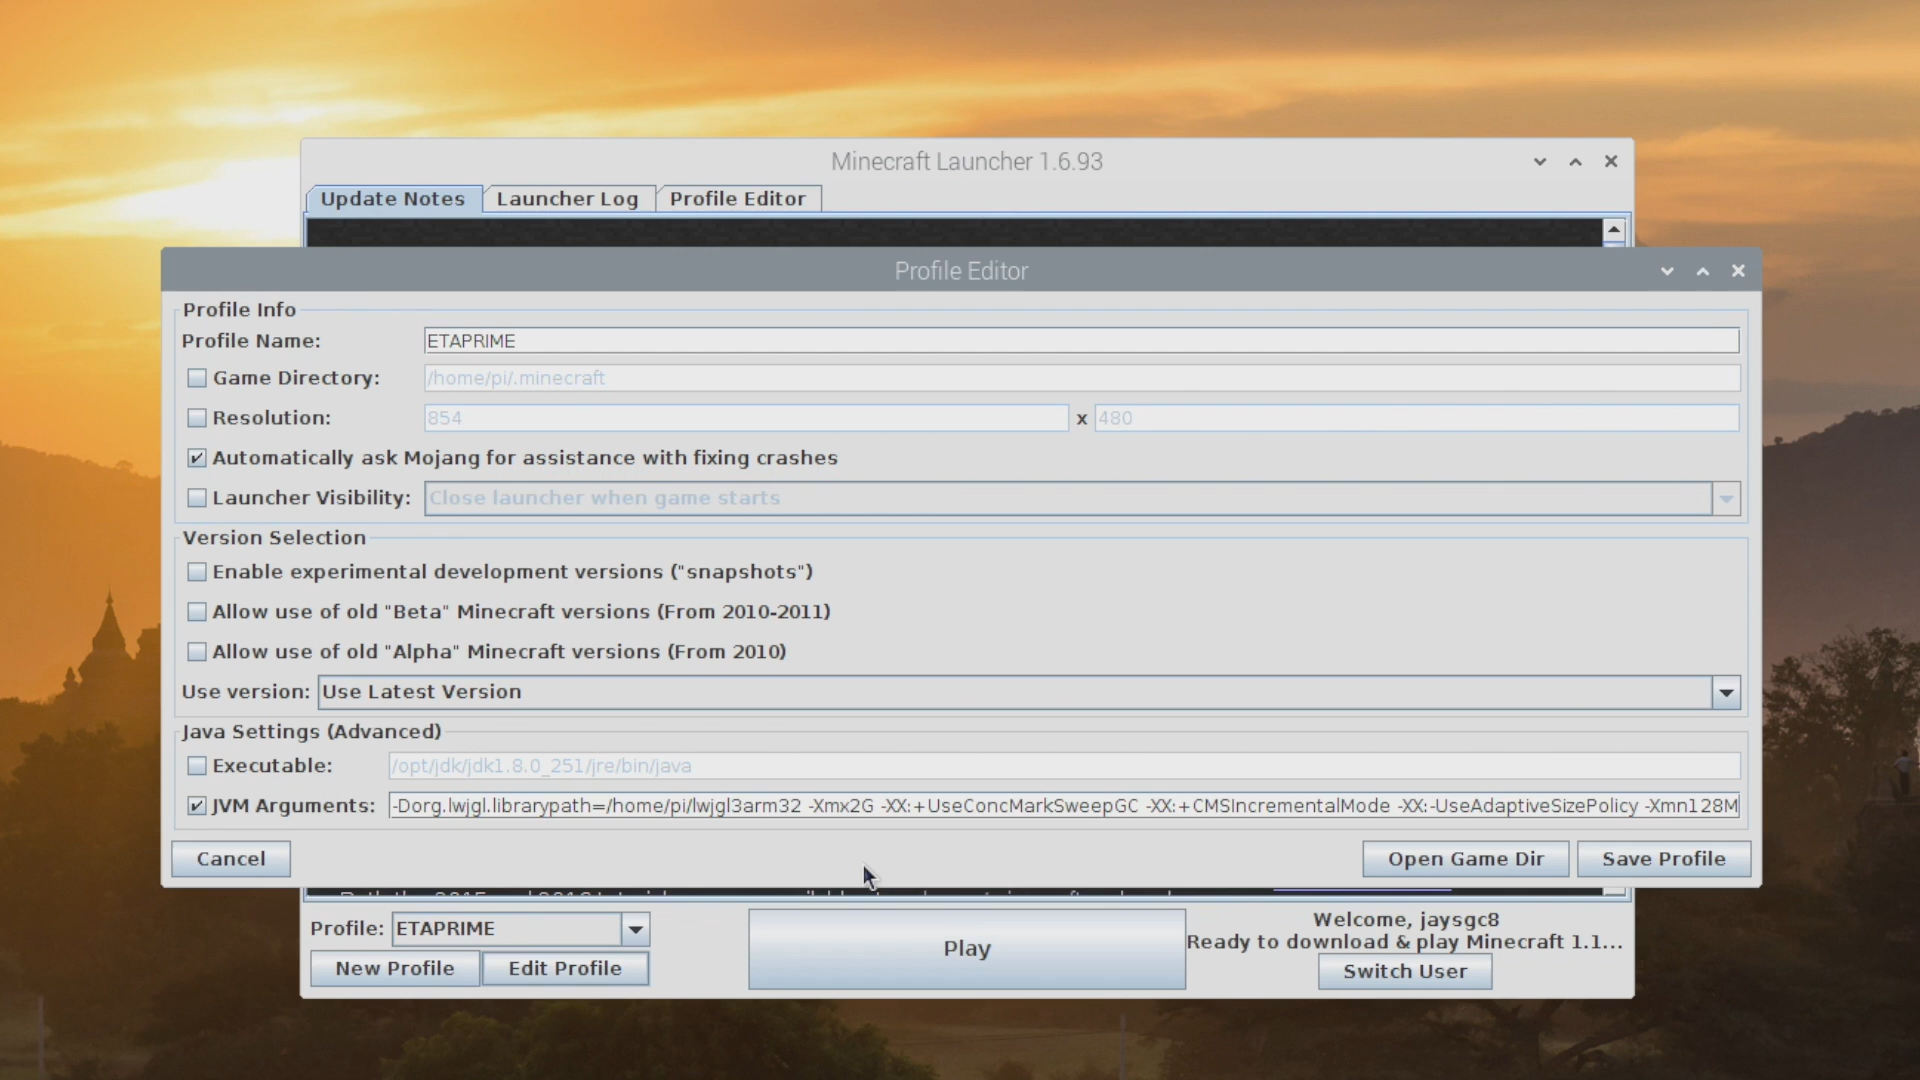 Minecraft Launcher 1.6.93
Update Notes
Launcher Log
Profile Editor
Profile Editor
Profile Info
Profile Name: ETAPRIME
Game Directory: /home/pi/.minecraft
Resolution: 854 x 480
Automatically ask Mojang for assistance with fixing crashes
Launcher Visibility: Close launcher when game starts
Version Selection
Enable experimental development versions ("snapshots")
Allow use of old "Beta" Minecraft versions (From 2010-2011)
Allow use of old "Alpha" Minecraft versions (From 2010)
Use version: Use Latest Version
Java Settings (Advanced)
Executable: /opt/jdk/jdk1.8.0_251/jre/bin/java
JVM Arguments: -Dorg.lwjgl.librarypath=/home/pi/lwjgl3arm32 -Xmx2G -XX:+UseConcMarkSweepGC -XX:+CMSIncrementalMode -XX:-UseAdaptiveSizePolicy -Xmn128M
Cancel
Open Game Dir
Save Profile
Profile: ETAPRIME
New Profile
Edit Profile
Play
Welcome, jaysgc8
Ready to download & play Minecraft 1.1...
Switch User